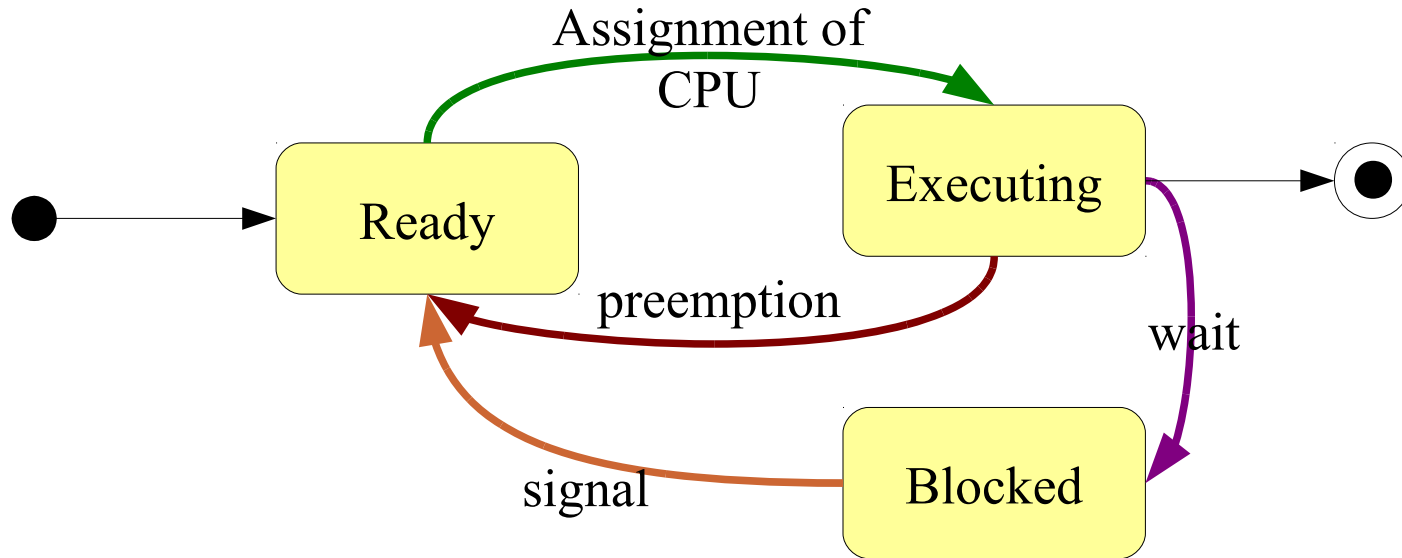 Assignment of
CPU
Executing
Ready
preemption
wait
signal
Blocked